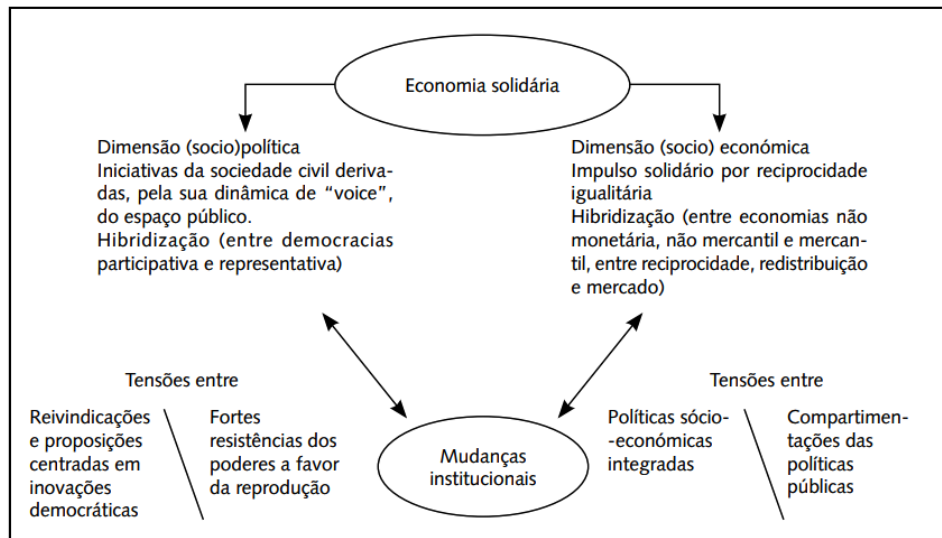 Economia solidária
Dimensão (socio)política
Iniciativas da sociedade civil deriva-
das, pela sua dinâmica de “voice”,
do espaço público.
Hibridização (entre democracias
participativa e representativa)
Dimensão (socio) económica
Impulso solidário por reciprocidade
igualitária
Hibridização (entre economias não
monetária, não mercantil e mercan-
til, entre reciprocidade, redistribuição
e mercado)
Tensões entre
Reivindicações
e proposições
centradas em
inovações
democráticas
Fortes
resistências dos
poderes a favor
da reprodução
Mudanças
institucionais
Tensões entre
Políticas sócio-
-económicas
integradas
Compartimen-
tações das
políticas
públicas